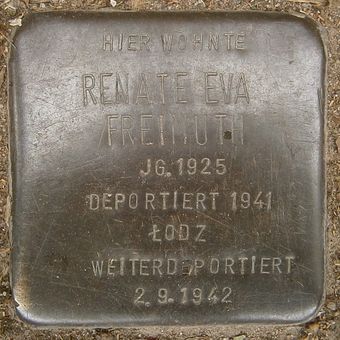 HIER WOHNTE
RENATE EVA
FREIMUTH
JG. 1925
DEPORTIERT 1941
ŁODZ
WEITERDEPORTIERT
2.9.1942